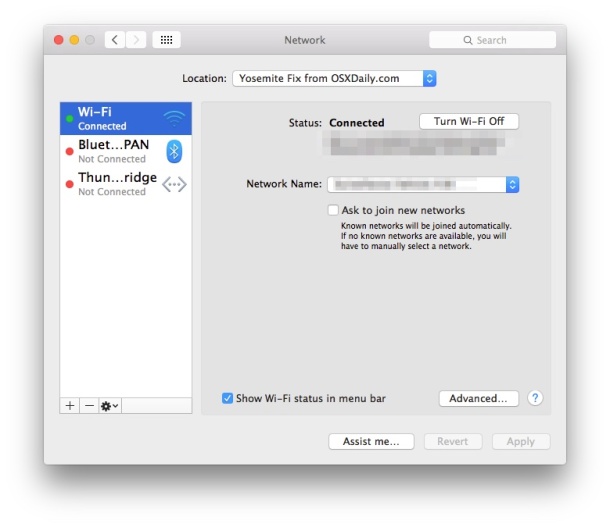 Network
Search
Location: Yosemite Fix from OSXDaily.com
Wi-Fi
Connected
Bluet...PAN
Not Connected
Thun...ridge
Not Connected
Status: Connected
Turn Wi-Fi Off
Network Name:
Ask to join new networks
Known networks will be joined automatically.
If no known networks are available, you will
have to manually select a network.
Show Wi-Fi status in menu bar
Advanced...
?
+ −
Assist me...
Revert
Apply